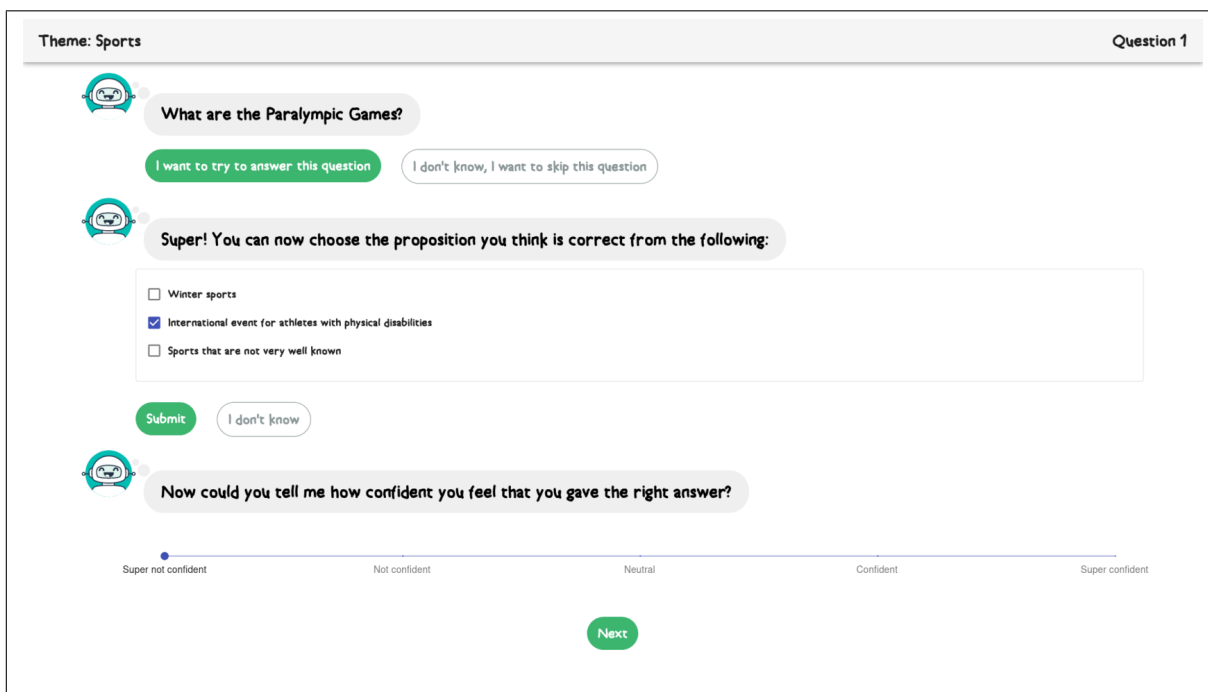 Theme: Sports
Question 1
What are the Paralympic Games?
I want to try to answer this question
I don't know, I want to skip this question
Super! You can now choose the proposition you think is correct from the following:
Winter sports
International event for athletes with physical disabilities
Sports that are not very well known
Submit
I don't know
Now could you tell me how confident you feel that you gave the right answer?
Super not confident
Not confident
Neutral
Confident
Super confident
Next